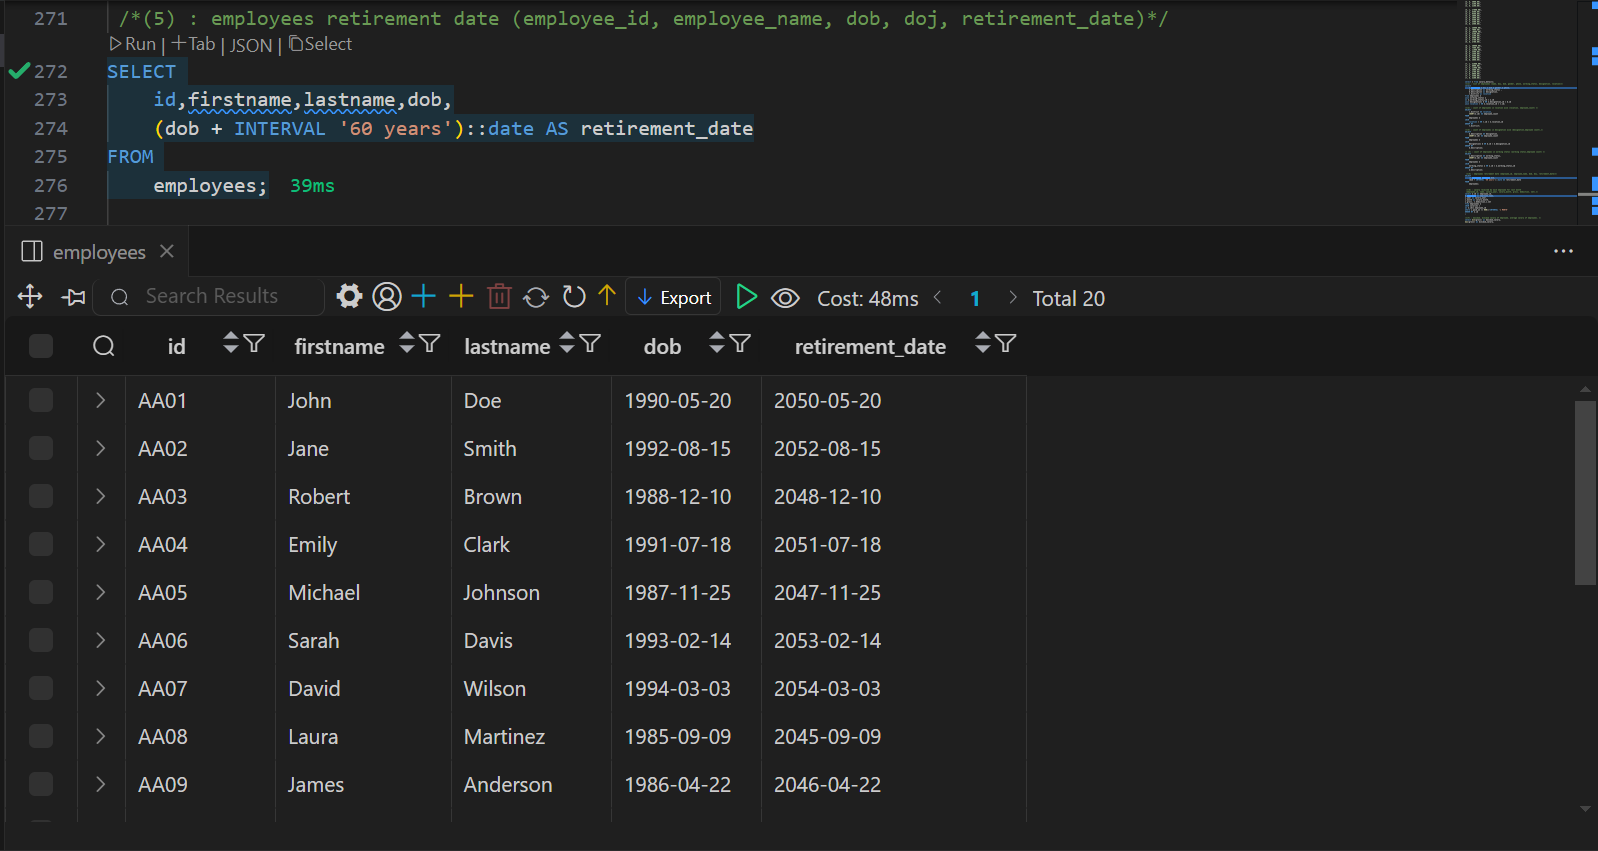 271 /*(5) : employees retirement date (employee_id, employee_name, dob, doj, retirement_date)*/
Run | Tab | JSON | Select
272 SELECT
273 id,firstname,lastname,dob,
274 (dob + INTERVAL '60 years')::date AS retirement_date
275 FROM
276 employees; 39ms
277
employees
Search Results Export Cost: 48ms 1 Total 20
id firstname lastname dob retirement_date
AA01 John Doe 1990-05-20 2050-05-20
AA02 Jane Smith 1992-08-15 2052-08-15
AA03 Robert Brown 1988-12-10 2048-12-10
AA04 Emily Clark 1991-07-18 2051-07-18
AA05 Michael Johnson 1987-11-25 2047-11-25
AA06 Sarah Davis 1993-02-14 2053-02-14
AA07 David Wilson 1994-03-03 2054-03-03
AA08 Laura Martinez 1985-09-09 2045-09-09
AA09 James Anderson 1986-04-22 2046-04-22